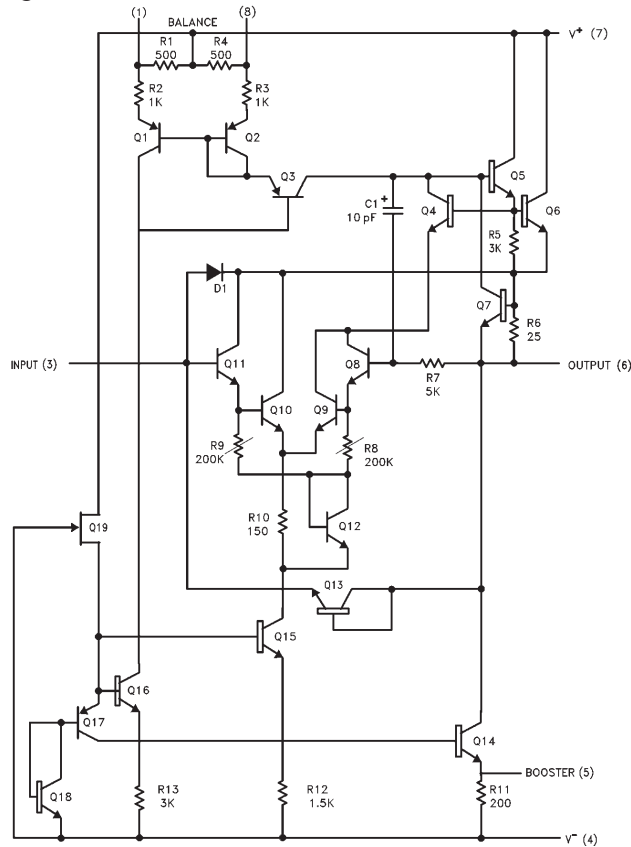 (1) BALANCE (8)
V+ (7)
R1 500
R4 500
R2 1K
R3 1K
Q1
Q2
Q3
Q5
C1 + 10 pF
Q4
Q6
R5 3K
D1
Q7
R6 25
INPUT (3)
Q11
Q8
R7 5K
OUTPUT (6)
Q10
Q9
R9 200K
R8 200K
Q19
R10 150
Q12
Q13
Q15
Q16
Q17
Q14
BOOSTER (5)
Q18
R13 3K
R12 1.5K
R11 200
V− (4)